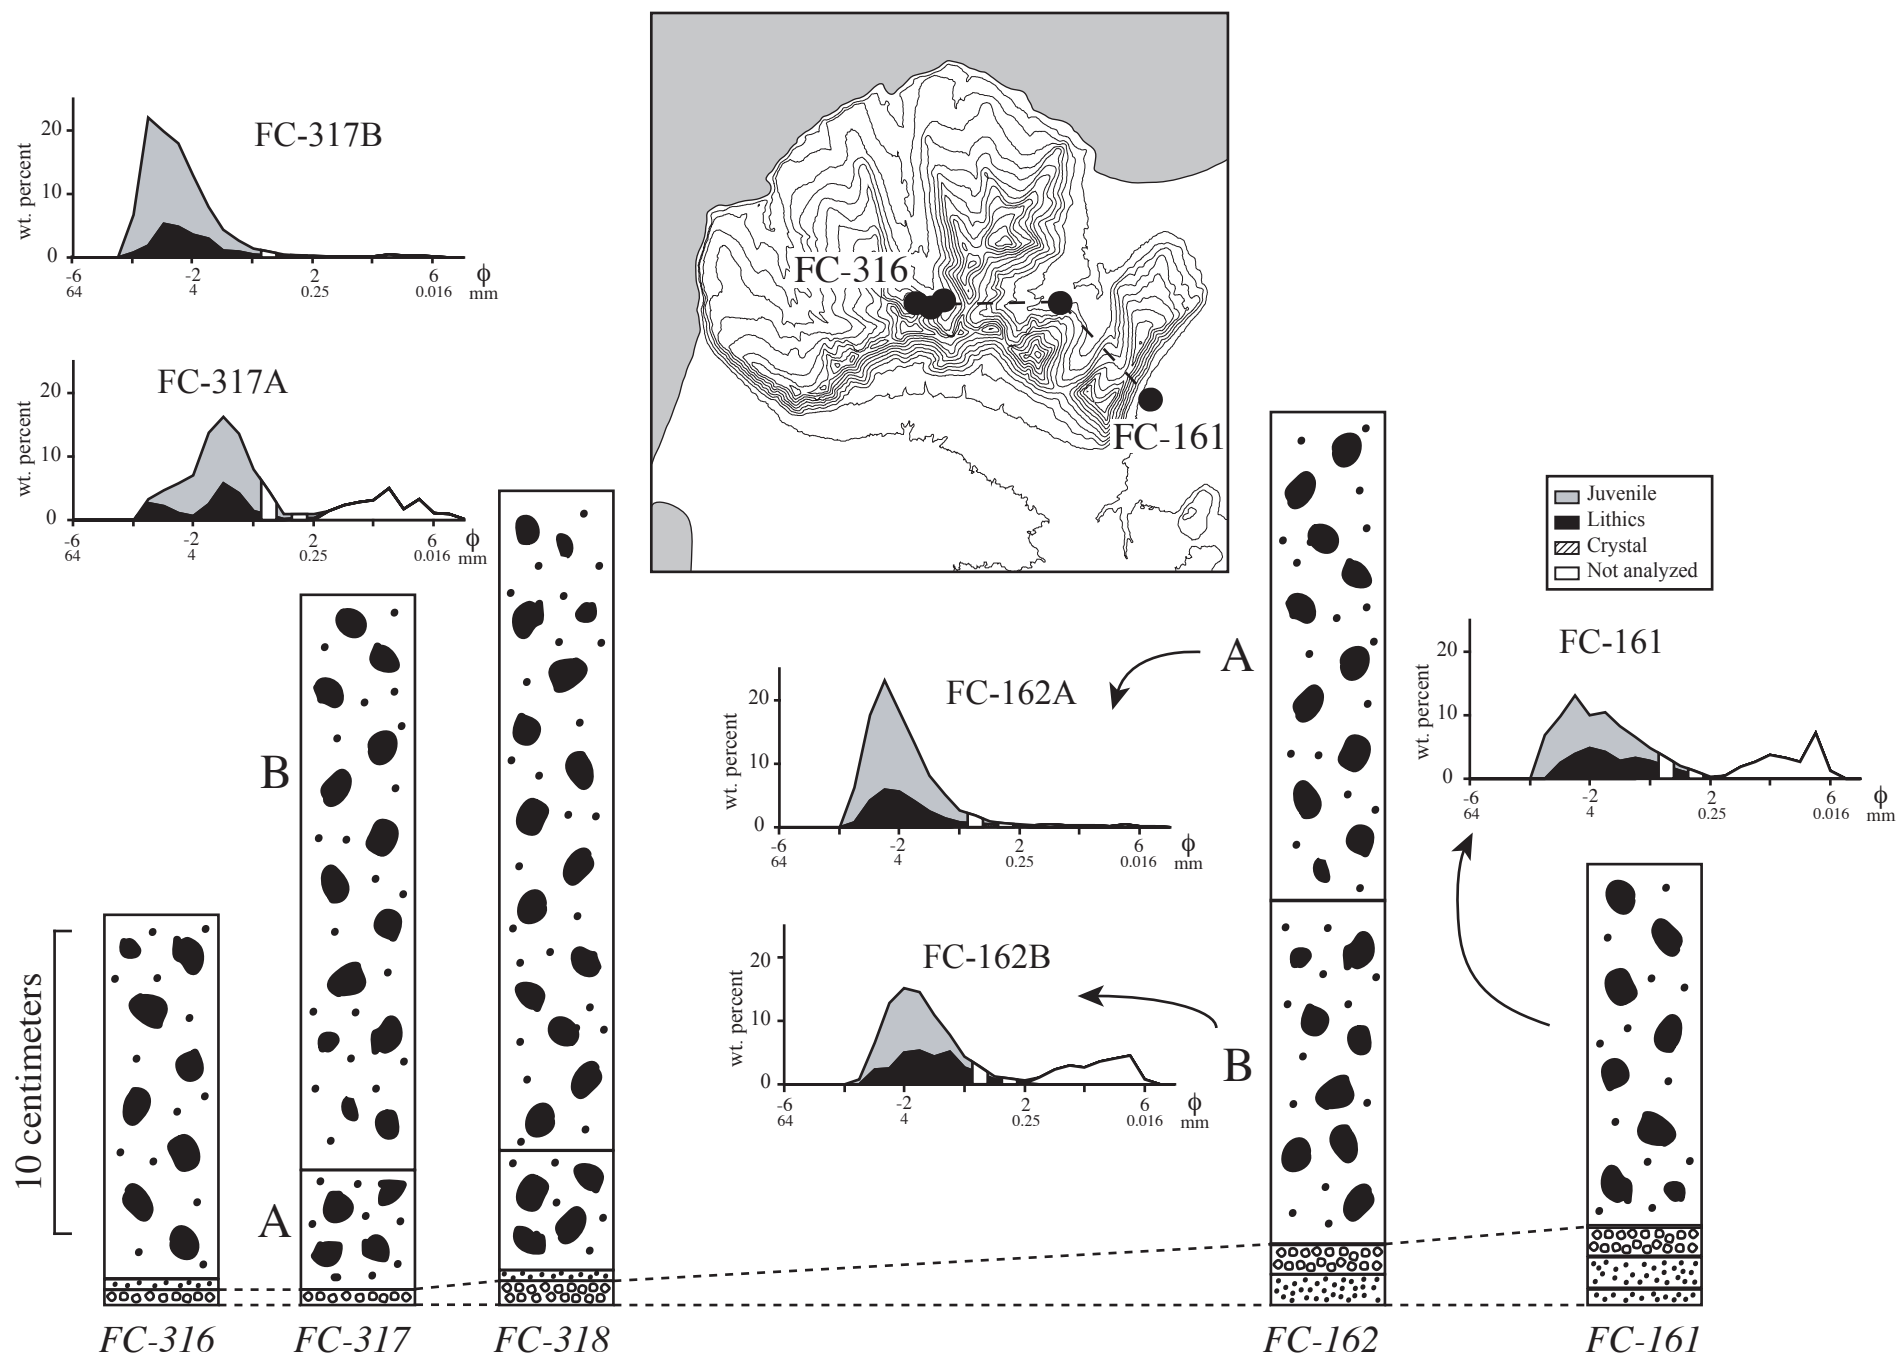 FC-317B
wt. percent
20
10
0
-6 -2 2 6 ϕ
64 4 0.25 0.016 mm
FC-317A
wt. percent
20
10
0
-6 -2 2 6 ϕ
64 4 0.25 0.016 mm
FC-316
FC-161
Juvenile
Lithics
Crystal
Not analyzed
FC-161
wt. percent
20
10
0
-6 -2 2 6 ϕ
64 4 0.25 0.016 mm
A
FC-162A
wt. percent
20
10
0
-6 -2 2 6 ϕ
64 4 0.25 0.016 mm
B
FC-162B
wt. percent
20
10
0
-6 -2 2 6 ϕ
64 4 0.25 0.016 mm
B
A
10 centimeters
FC-316 FC-317 FC-318 FC-162 FC-161